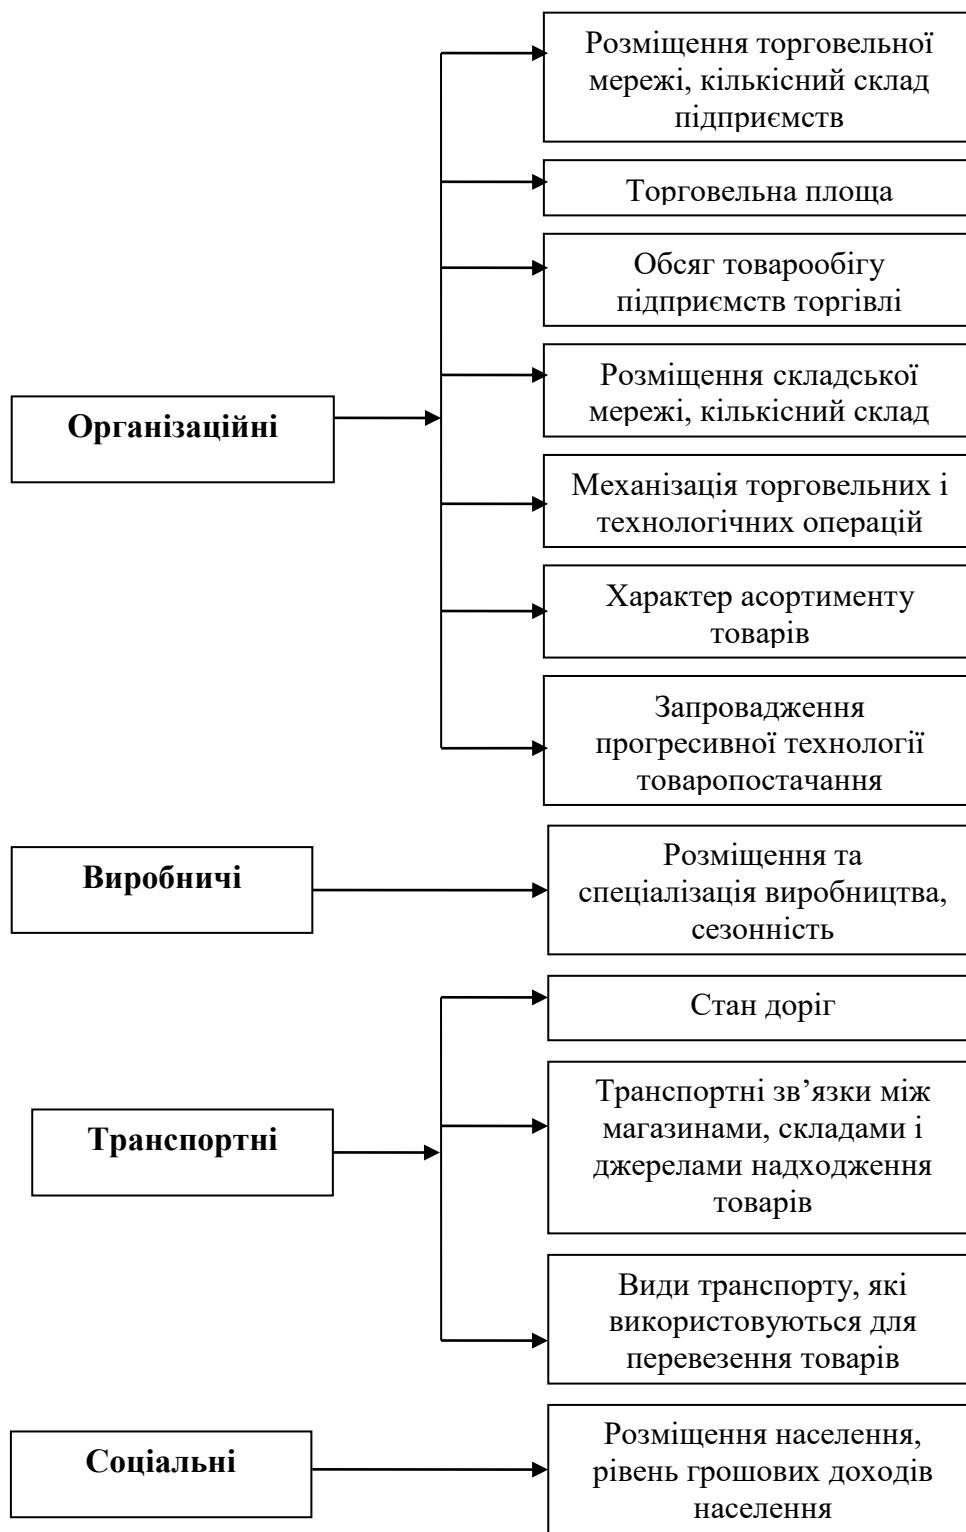 Розміщення торговельної
мережі, кількісний склад
підприємств
Торговельна площа
Обсяг товарообігу
підприємств торгівлі
Розміщення складської
мережі, кількісний склад
Організаційні
Механізація торговельних і
технологічних операцій
Характер асортименту
товарів
Запровадження
прогресивної технології
товаропостачання
Виробничі
Розміщення та
спеціалізація виробництва,
сезонність
Стан доріг
Транспортні
Транспортні зв’язки між
магазинами, складами і
джерелами надходження
товарів
Види транспорту, які
використовуються для
перевезення товарів
Соціальні
Розміщення населення,
рівень грошових доходів
населення